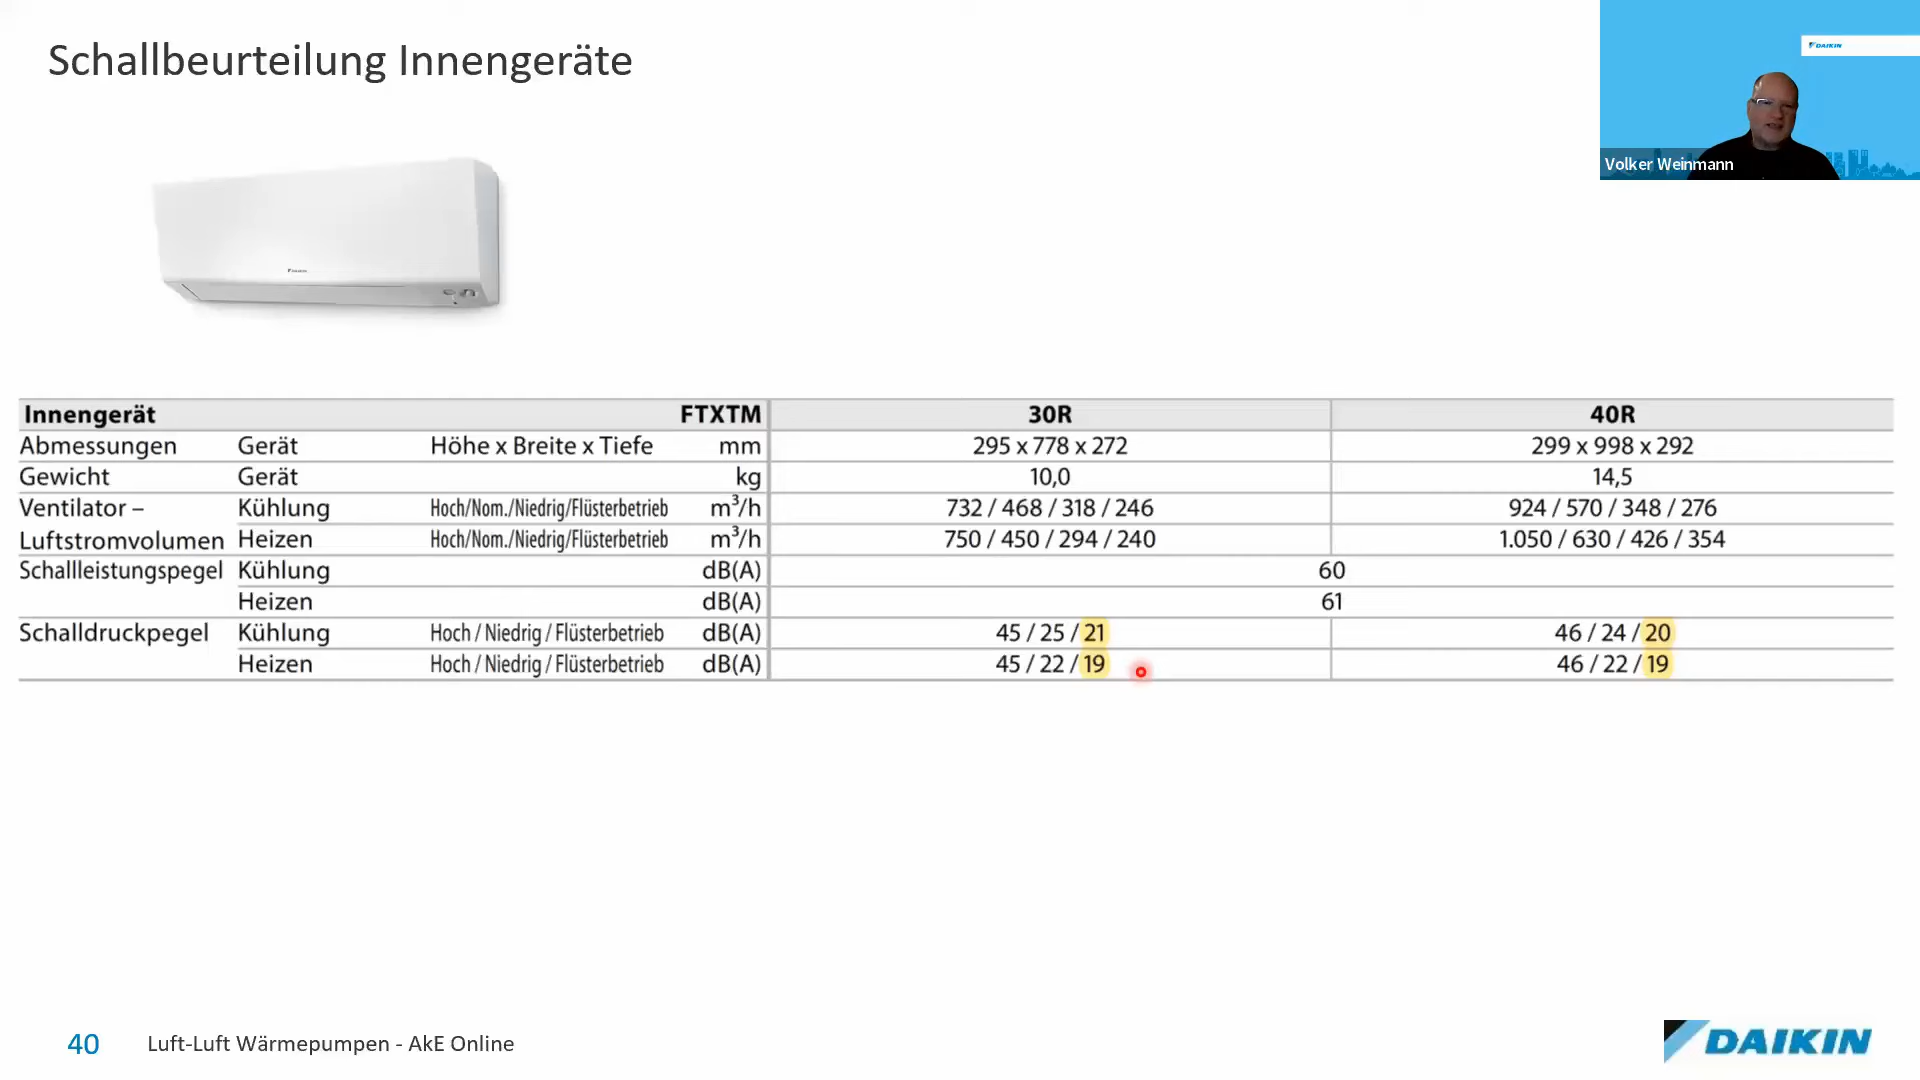 Schallbeurteilung Innengeräte
DAIKIN
Volker Weinmann
DAIKIN
Innengerät FTXTM 30R 40R
Abmessungen Gerät Höhe x Breite x Tiefe mm 295 x 778 x 272 299 x 998 x 292
Gewicht Gerät kg 10,0 14,5
Ventilator – Kühlung Hoch/Nom./Niedrig/Flüsterbetrieb m³/h 732 / 468 / 318 / 246 924 / 570 / 348 / 276
Luftstromvolumen Heizen Hoch/Nom./Niedrig/Flüsterbetrieb m³/h 750 / 450 / 294 / 240 1.050 / 630 / 426 / 354
Schallleistungspegel Kühlung dB(A) 60
Heizen dB(A) 61
Schalldruckpegel Kühlung Hoch / Niedrig / Flüsterbetrieb dB(A) 45 / 25 / 21 46 / 24 / 20
Heizen Hoch / Niedrig / Flüsterbetrieb dB(A) 45 / 22 / 19 46 / 22 / 19
40 Luft-Luft Wärmepumpen - AkE Online
DAIKIN